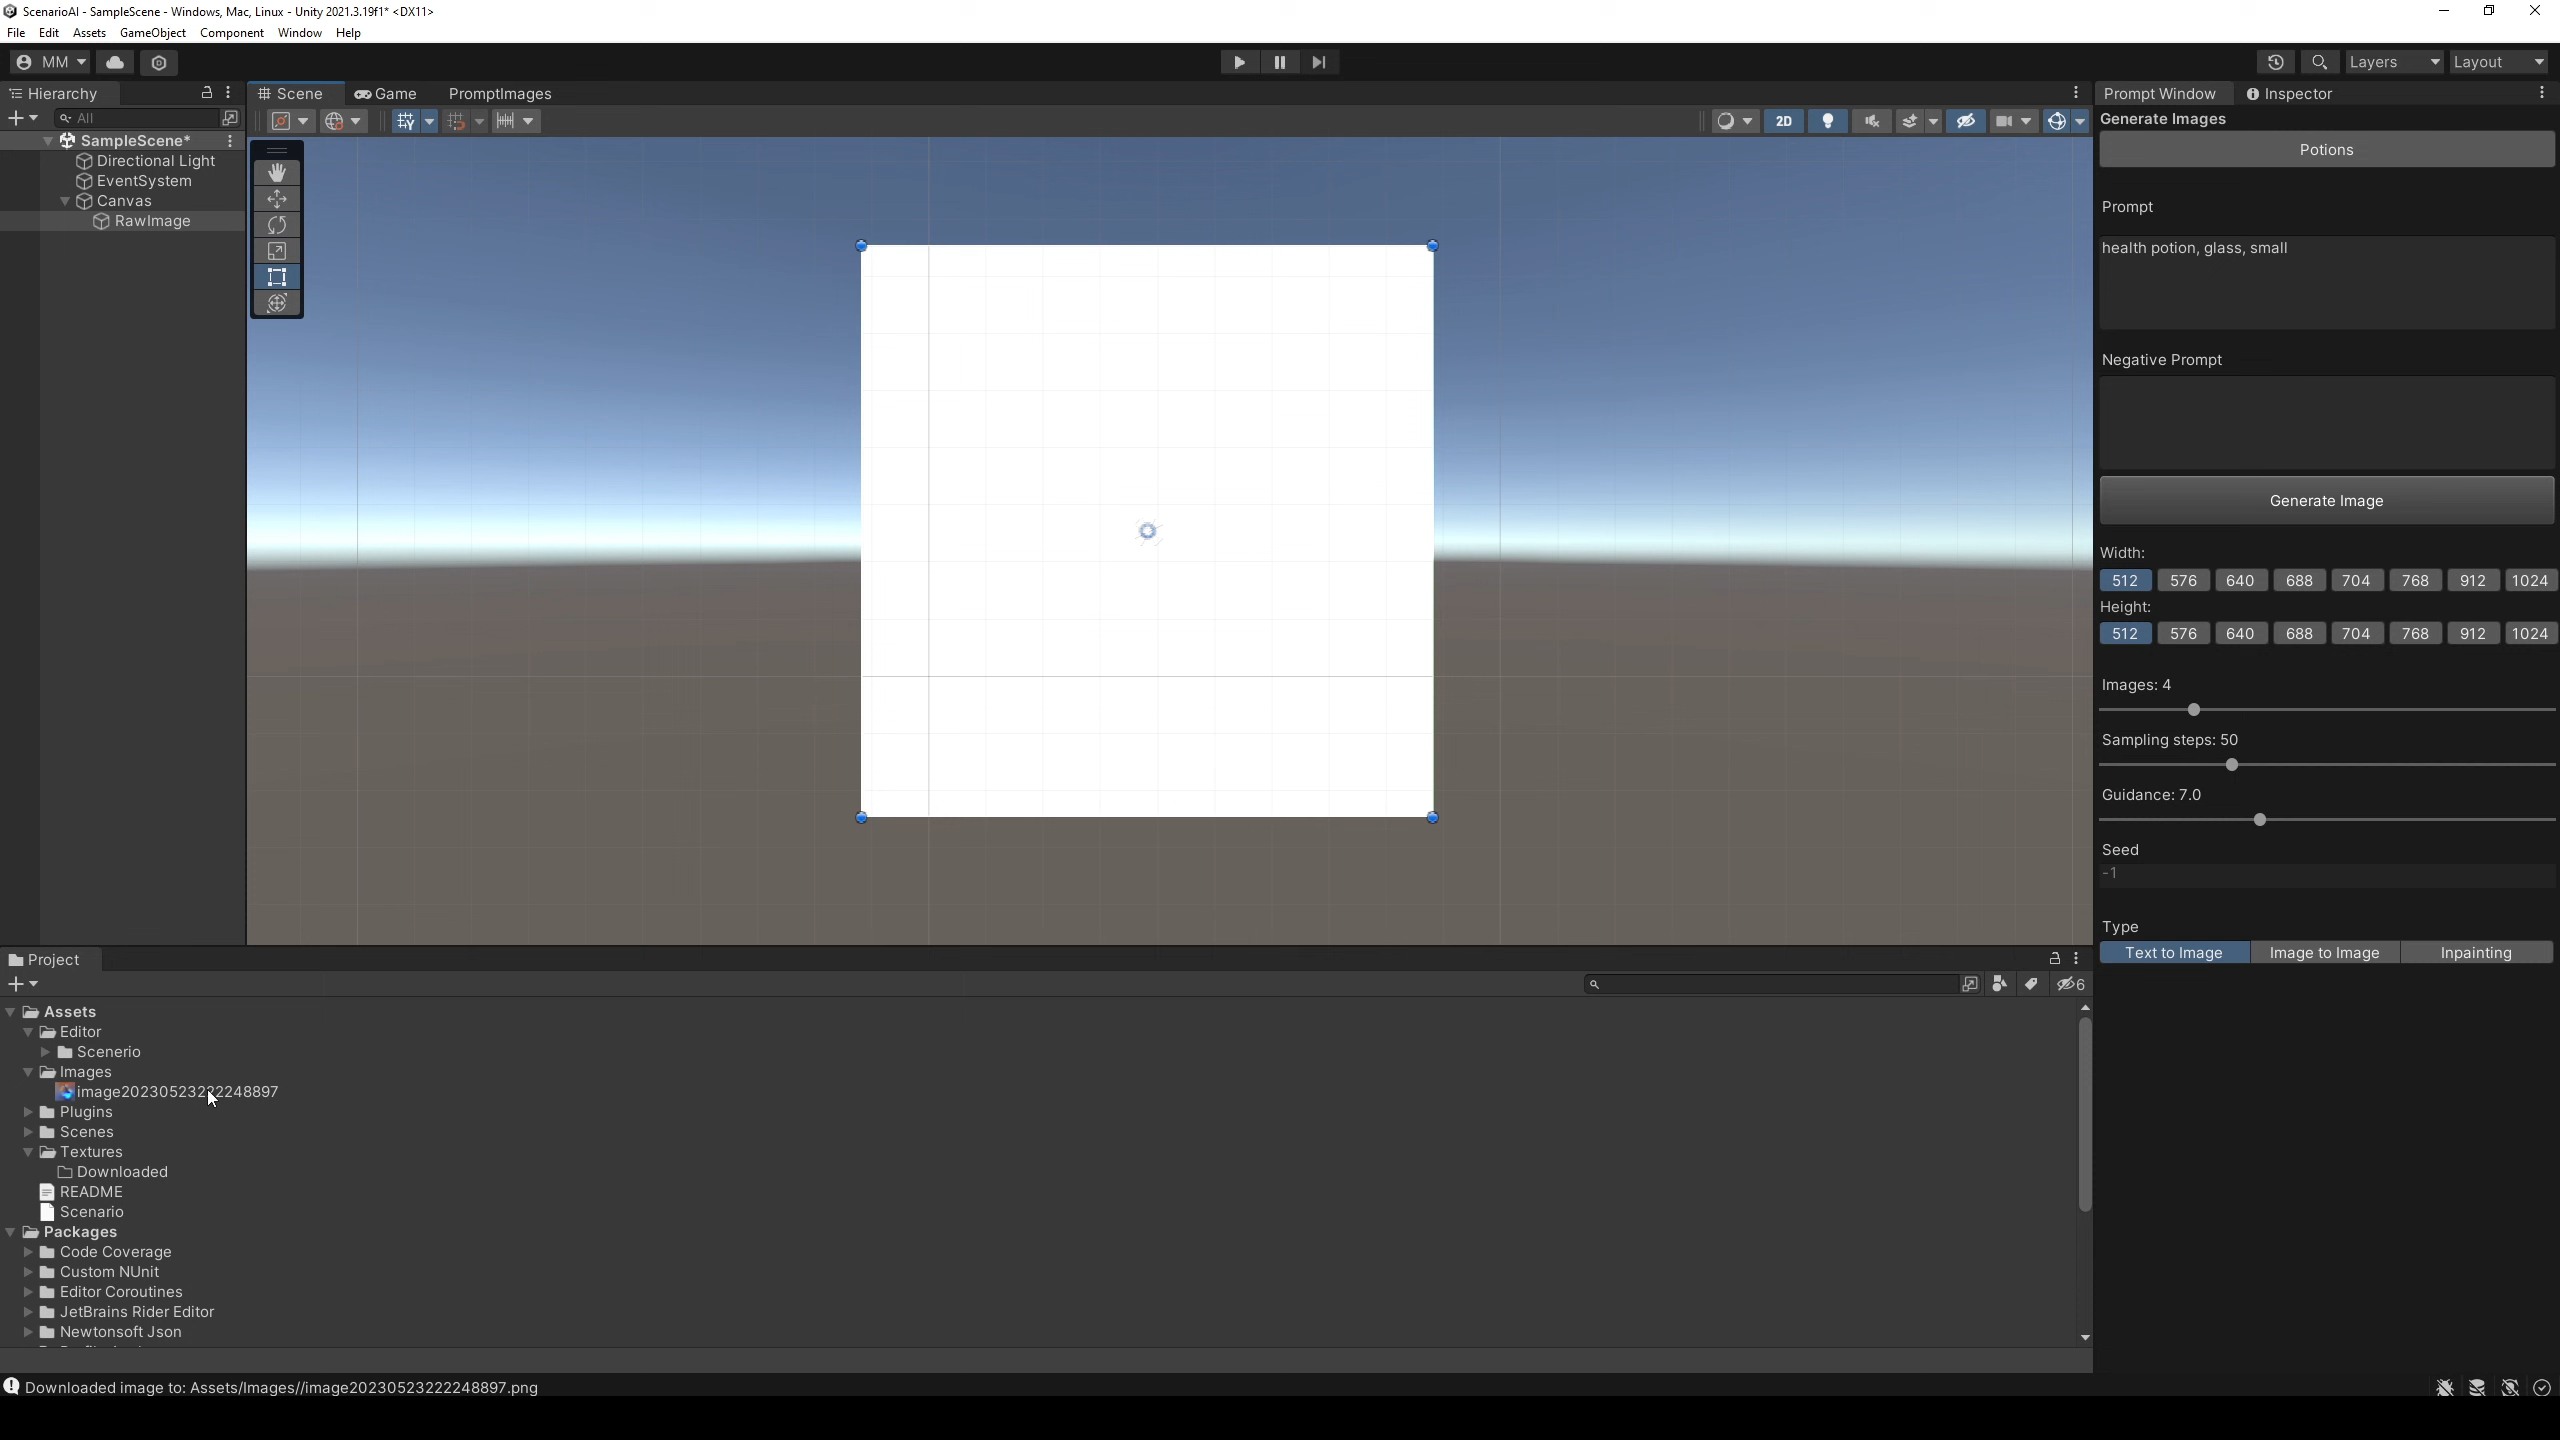 ScenarioAI - SampleScene - Windows, Mac, Linux - Unity 2021.3.19f1* <DX11>
File Edit Assets GameObject Component Window Help
MM Layers Layout
Hierarchy
All
SampleScene*
Directional Light
EventSystem
Canvas
RawImage
Scene Game PromptImages
2D
Prompt Window Inspector
Generate Images
Potions
Prompt
health potion, glass, small
Negative Prompt
Generate Image
Width:
512 576 640 688 704 768 912 1024
Height:
512 576 640 688 704 768 912 1024
Images: 4
Sampling steps: 50
Guidance: 7.0
Seed
-1
Type
Text to Image Image to Image Inpainting
Project
6
Assets
Editor
Scenerio
Images
image20230523222248897
Plugins
Scenes
Textures
Downloaded
README
Scenario
Packages
Code Coverage
Custom NUnit
Editor Coroutines
JetBrains Rider Editor
Newtonsoft Json
Downloaded image to: Assets/Images//image20230523222248897.png